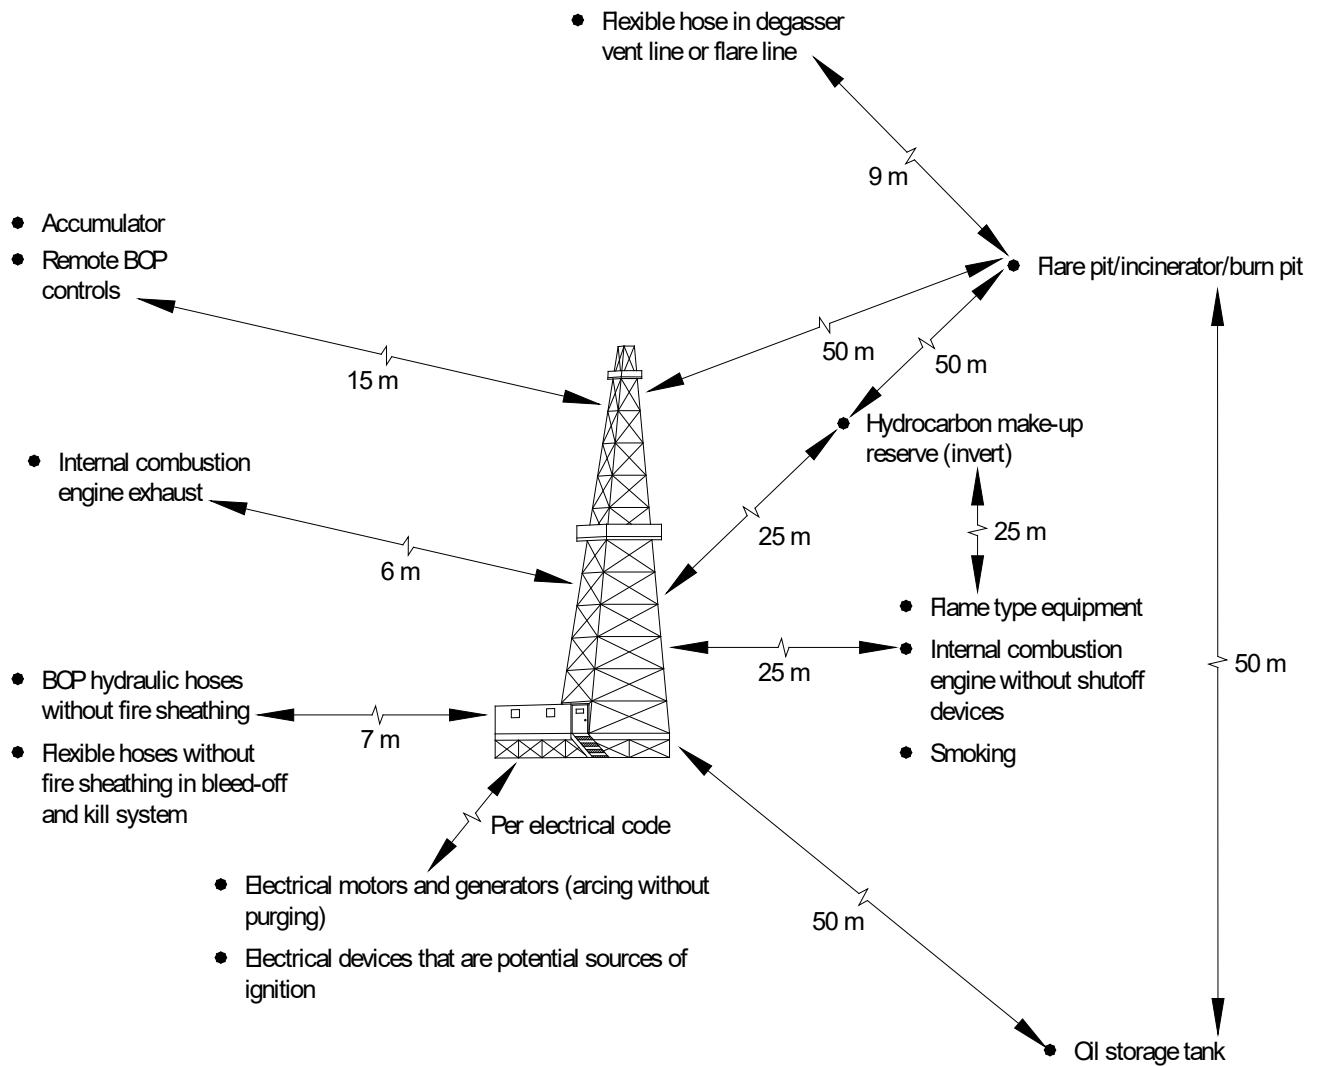 Flexible hose in degasser
vent line or flare line
9 m
Accumulator
Remote BOP
controls
15 m
Flare pit/incinerator/burn pit
50 m
50 m
Hydrocarbon make-up
reserve (invert)
Internal combustion
engine exhaust
6 m
25 m
25 m
Flame type equipment
Internal combustion
engine without shutoff
devices
Smoking
25 m
50 m
BOP hydraulic hoses
without fire sheathing
7 m
Flexible hoses without
fire sheathing in bleed-off
and kill system
Per electrical code
Electrical motors and generators (arcing without
purging)
Electrical devices that are potential sources of
ignition
50 m
Oil storage tank